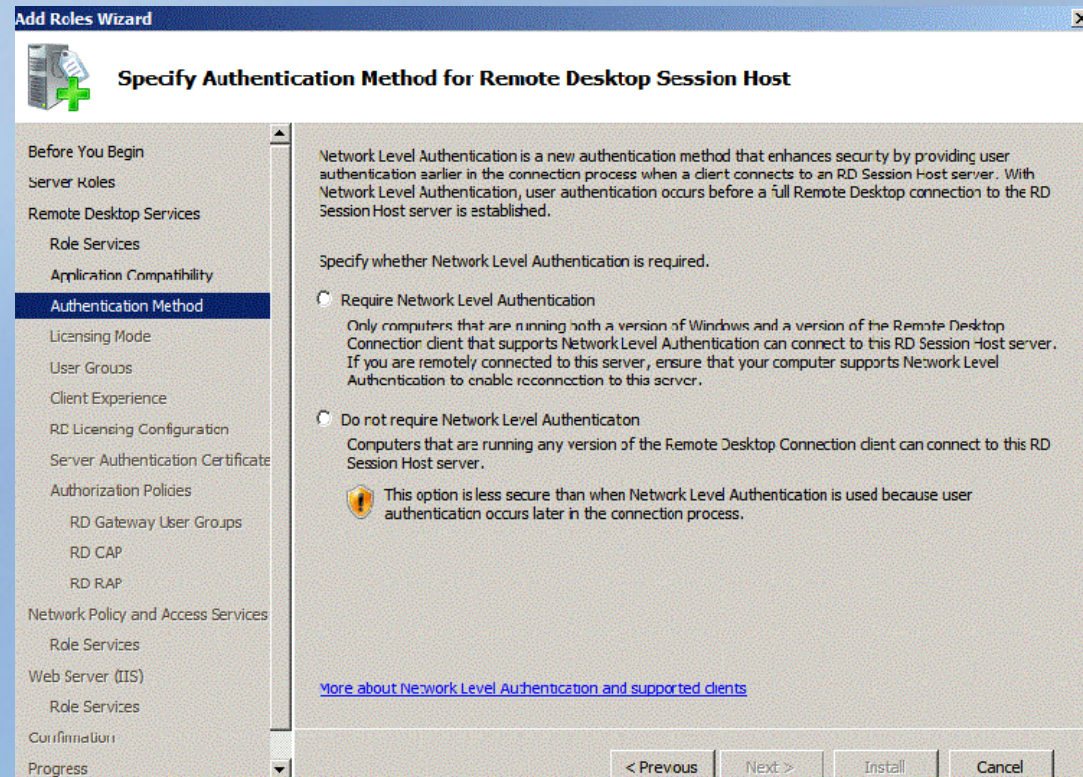 Add Roles Wizard
Specify Authentication Method for Remote Desktop Session Host
Before You Begin
Server Roles
Remote Desktop Services
Role Services
Application Compatibility
Authentication Method
Licensing Mode
User Groups
Client Experience
RD Licensing Configuration
Server Authentication Certificate
Authorization Policies
RD Gateway User Groups
RD CAP
RD RAP
Network Policy and Access Services
Role Services
Web Server (IIS)
Role Services
Confirmation
Progress
Network Level Authentication is a new authentication method that enhances security by providing user
authentication earlier in the connection process when a client connects to an RD Session Host server. With
Network Level Authentication, user authentication occurs before a full Remote Desktop connection to the RD
Session Host server is established.
Specify whether Network Level Authentication is required.
Require Network Level Authentication
Only computers that are running both a version of Windows and a version of the Remote Desktop
Connection client that supports Network Level Authentication can connect to this RD Session Host server.
If you are remotely connected to this server, ensure that your computer supports Network Level
Authentication to enable reconnection to this server.
Do not require Network Level Authentication
Computers that are running any version of the Remote Desktop Connection client can connect to this RD
Session Host server.
This option is less secure than when Network Level Authentication is used because user
authentication occurs later in the connection process.
More about Network Level Authentication and supported clients
< Previous
Next >
Install
Cancel